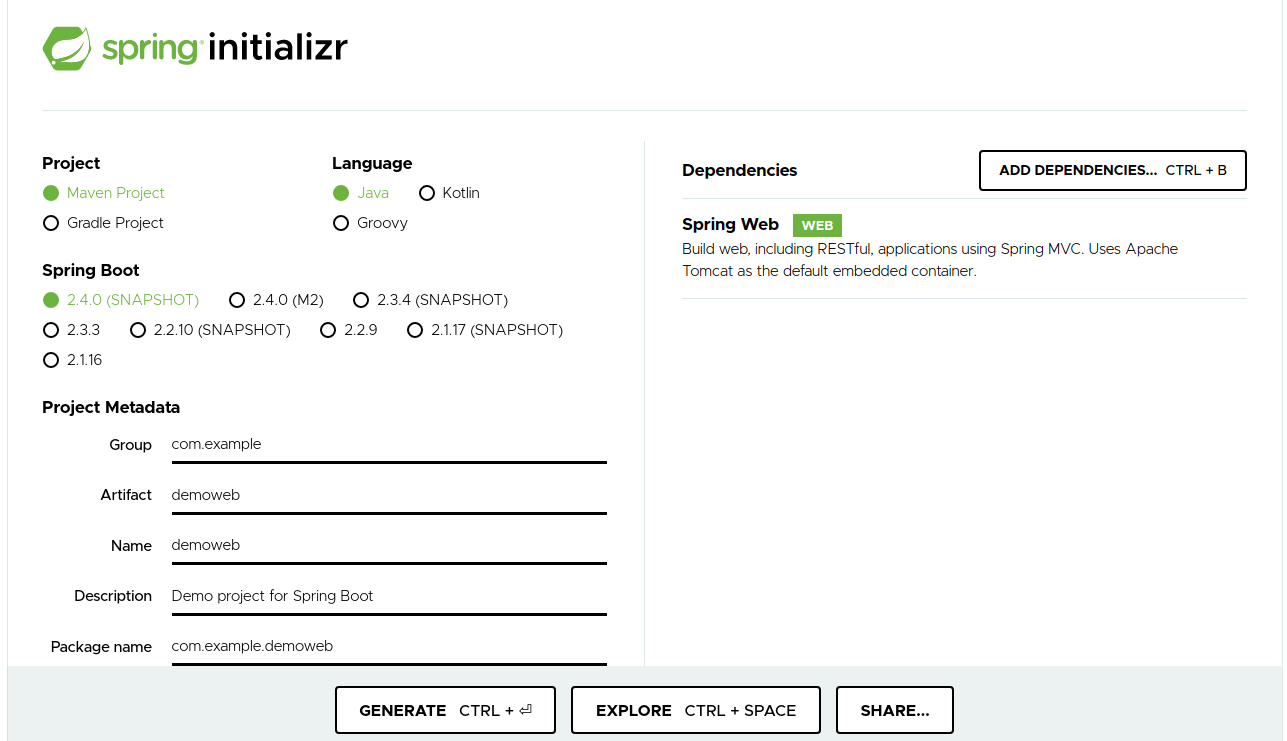 spring initializr
Project
Maven Project
Gradle Project
Language
Java Kotlin
Groovy
Spring Boot
2.4.0 (SNAPSHOT) 2.4.0 (M2) 2.3.4 (SNAPSHOT)
2.3.3 2.2.10 (SNAPSHOT) 2.2.9 2.1.17 (SNAPSHOT)
2.1.16
Project Metadata
Group com.example
Artifact demoweb
Name demoweb
Description Demo project for Spring Boot
Package name com.example.demoweb
Dependencies ADD DEPENDENCIES... CTRL + B
Spring Web WEB
Build web, including RESTful, applications using Spring MVC. Uses Apache
Tomcat as the default embedded container.
GENERATE CTRL + ⏎ EXPLORE CTRL + SPACE SHARE...